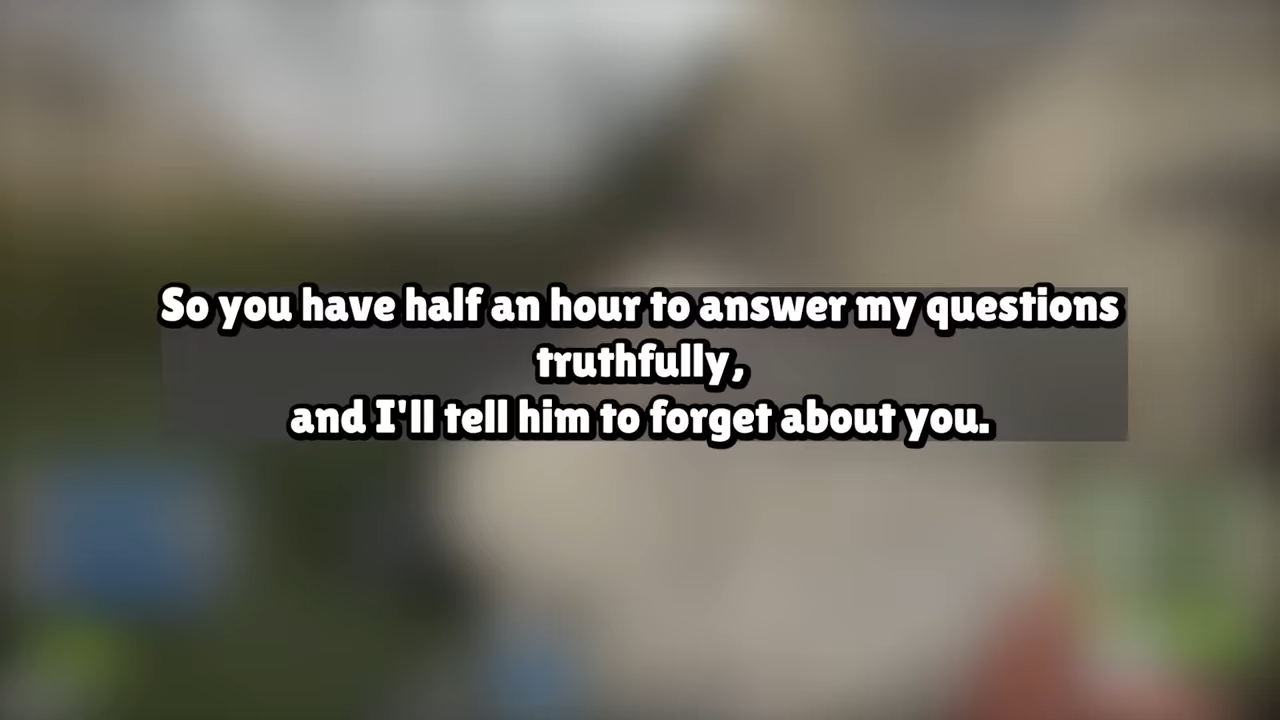 So you have half an hour to answer my questions
truthfully,
and I'll tell him to forget about you.